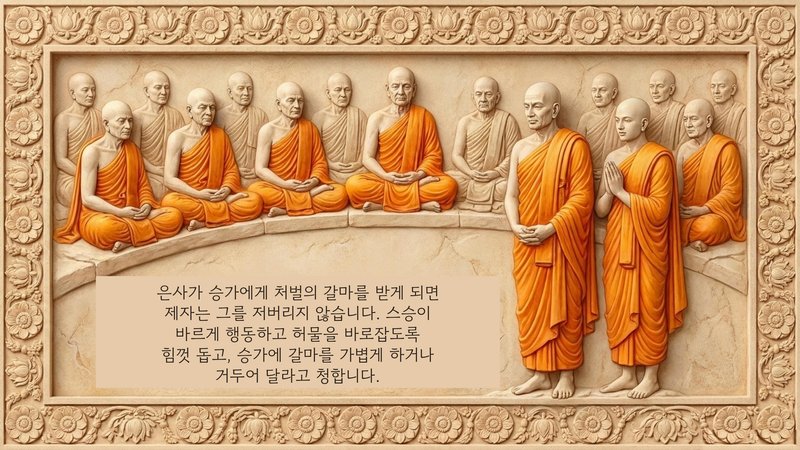 은사가 승가에게 처벌의 갈마를 받게 되면
제자는 그를 저버리지 않습니다. 스승이
바르게 행동하고 허물을 바로잡도록
힘껏 돕고, 승가에 갈마를 가볍게 하거나
거두어 달라고 청합니다.